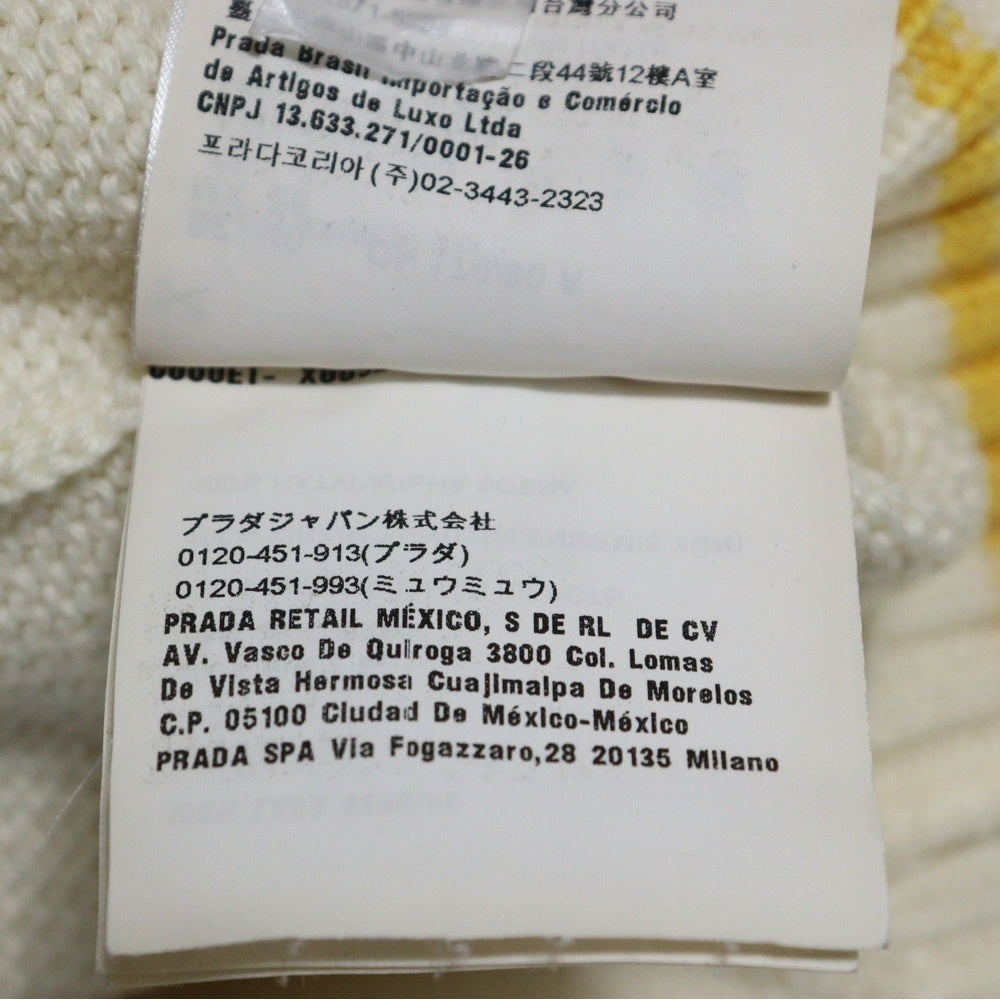 台灣分公司
二段44號12樓A室
Prada Brasil Importação e Comércio
de Artigos de Luxo Ltda
CNPJ 13.633.271/0001-26
프라다코리아(주)02-3443-2323
プラダジャパン株式会社
0120-451-913(プラダ)
0120-451-993(ミュウミュウ)
PRADA RETAIL MÉXICO, S DE RL DE CV
AV. Vasco De Quiroga 3800 Col. Lomas
De Vista Hermosa Cuajimalpa De Morelos
C.P. 05100 Ciudad De México-México
PRADA SPA Via Fogazzaro,28 20135 Milano